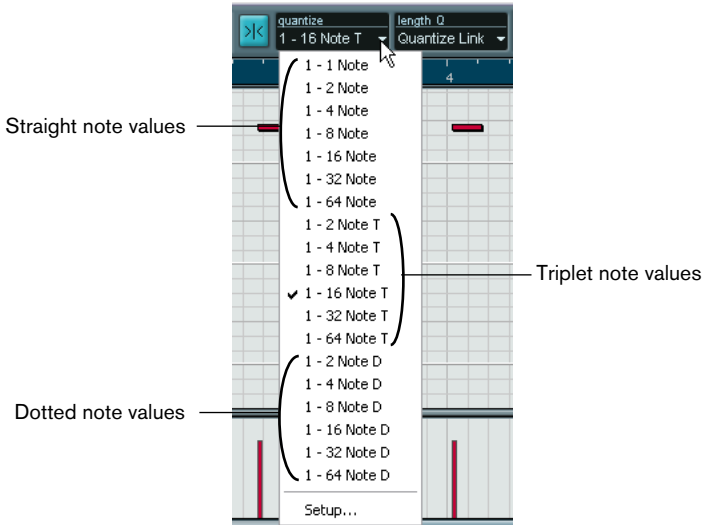 quantize
length Q
1 - 16 Note T
Quantize Link
4
1 - 1 Note
1 - 2 Note
1 - 4 Note
1 - 8 Note
1 - 16 Note
1 - 32 Note
1 - 64 Note
1 - 2 Note T
1 - 4 Note T
1 - 8 Note T
1 - 16 Note T
1 - 32 Note T
1 - 64 Note T
1 - 2 Note D
1 - 4 Note D
1 - 8 Note D
1 - 16 Note D
1 - 32 Note D
1 - 64 Note D
Setup...
Straight note values
Triplet note values
Dotted note values